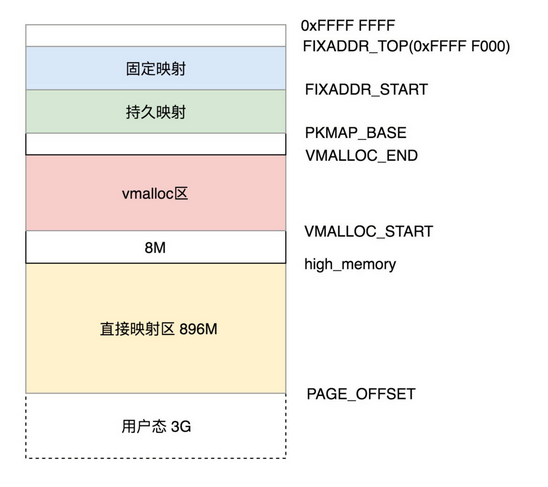 0xFFFF FFFF
FIXADDR_TOP(0xFFFF F000)
固定映射
FIXADDR_START
持久映射
PKMAP_BASE
VMALLOC_END
vmalloc区
VMALLOC_START
8M
high_memory
直接映射区 896M
PAGE_OFFSET
用户态 3G